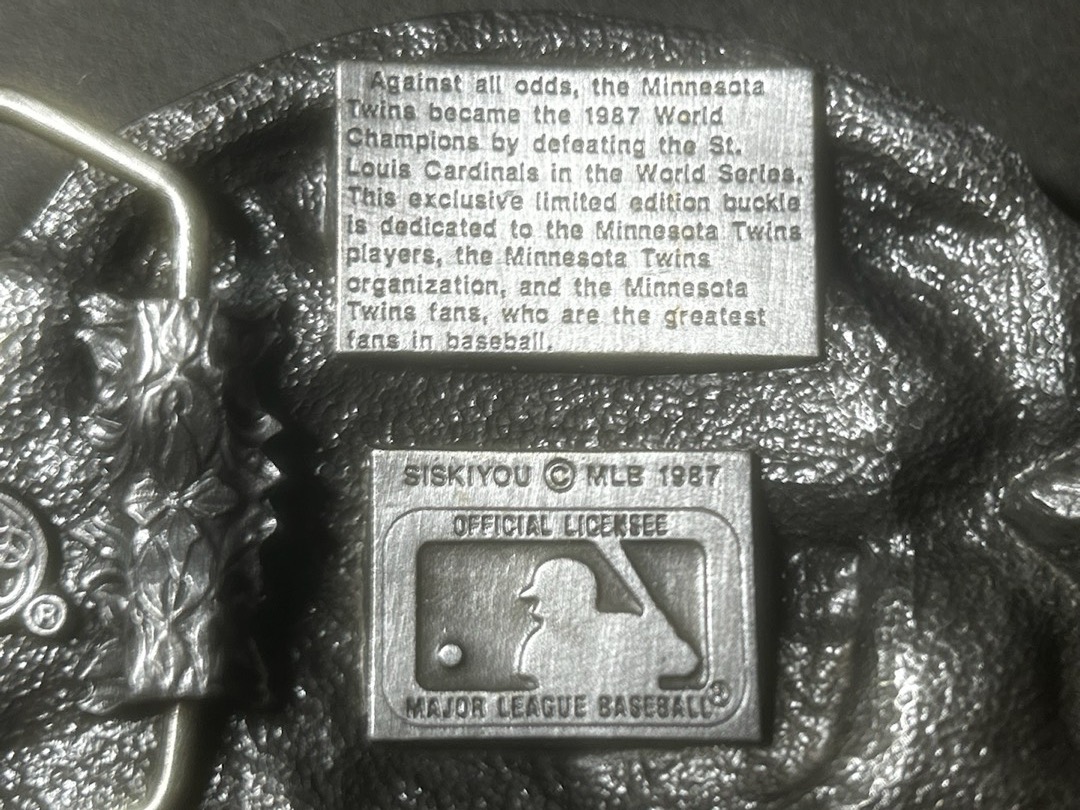 Against all odds, the Minnesota
Twins became the 1987 World
Champions by defeating the St.
Louis Cardinals in the World Series.
This exclusive limited edition buckle
is dedicated to the Minnesota Twins
players, the Minnesota Twins
organization, and the Minnesota
Twins fans, who are the greatest
fans in baseball.
SISKIYOU © MLB 1987
OFFICIAL LICENSEE
MAJOR LEAGUE BASEBALL®
®